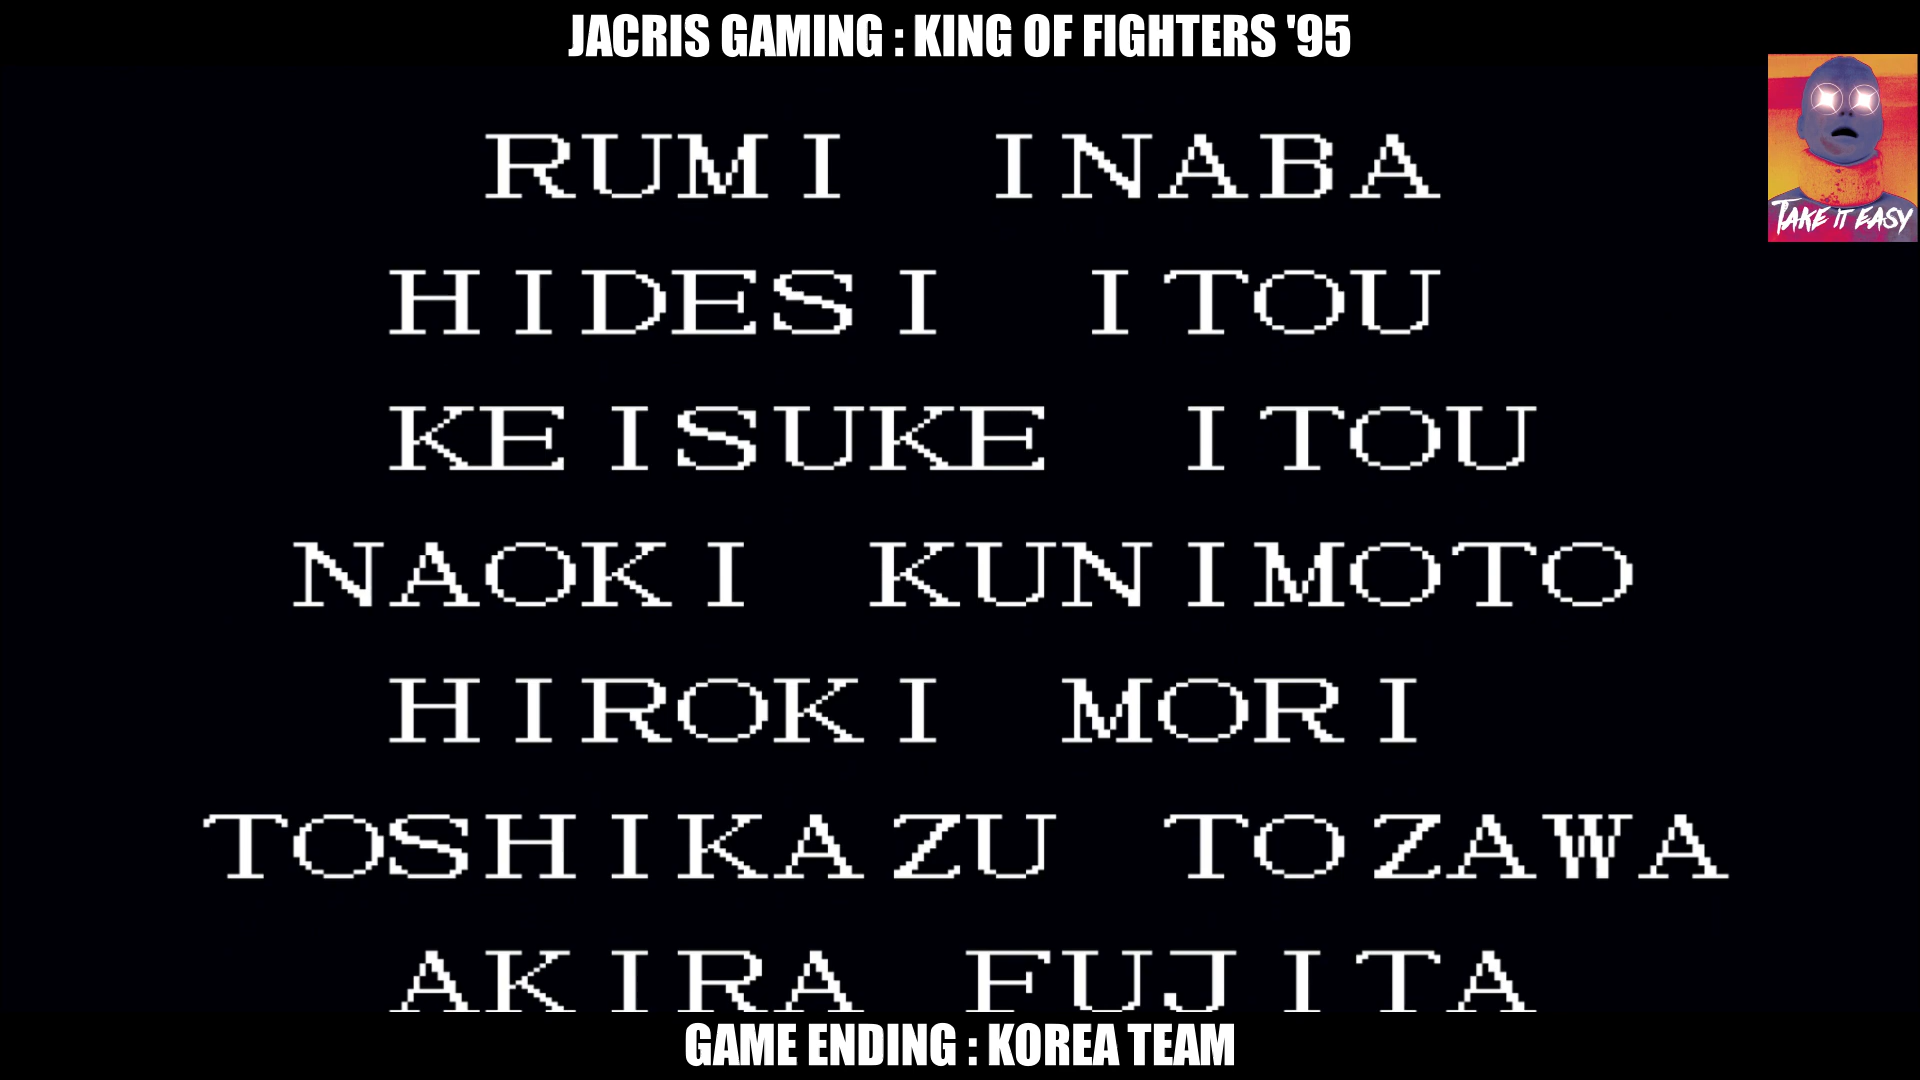 JACRIS GAMING : KING OF FIGHTERS '95
TAKE IT EASY
RUMI INABA
HIDESI ITOU
KEISUKE ITOU
NAOKI KUNIMOTO
HIROKI MORI
TOSHIKAZU TOZAWA
AKIRA FUJITA
GAME ENDING : KOREA TEAM